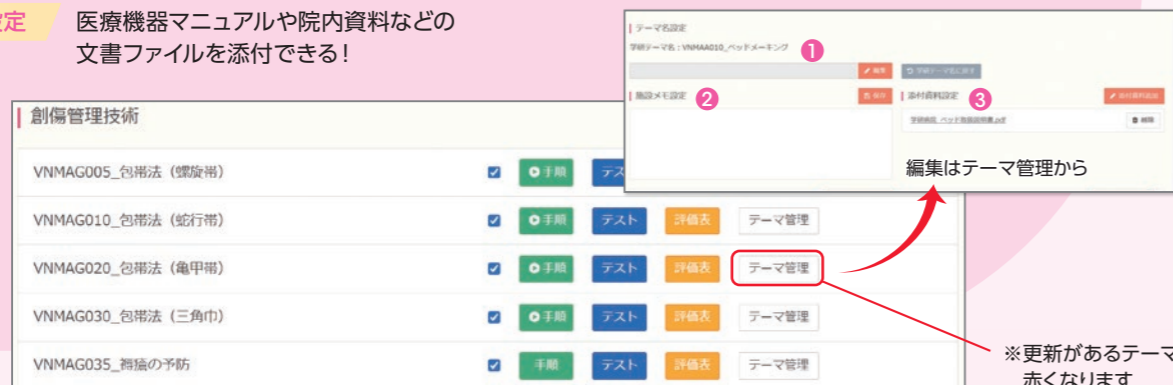 定
医療機器マニュアルや院内資料などの
文書ファイルを添付できる！
テーマ名設定
学研テーマ名：VNMAA010_ベッドメーキング
❶
編集
学研テーマ名に戻す
施設メモ設定 ❷
保存
添付資料設定 ❸
添付資料追加
削除
編集はテーマ管理から
創傷管理技術
VNMAG005_包帯法（螺旋帯） 手順 テス
VNMAG010_包帯法（蛇行帯） 手順 テスト 評価表 テーマ管理
VNMAG020_包帯法（亀甲帯） 手順 テスト 評価表 テーマ管理
VNMAG030_包帯法（三角巾） 手順 テスト 評価表 テーマ管理
VNMAG035_褥瘡の予防 手順 テスト 評価表 テーマ管理
※更新があるテーマ
赤くなります